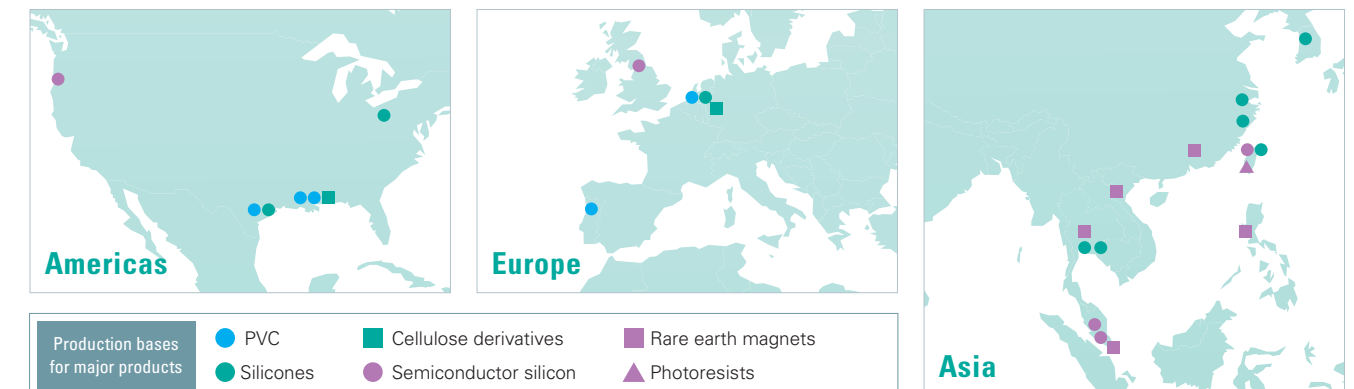 Americas
Europe
Asia
Production bases
for major products
PVC
Cellulose derivatives
Rare earth magnets
Silicones
Semiconductor silicon
Photoresists